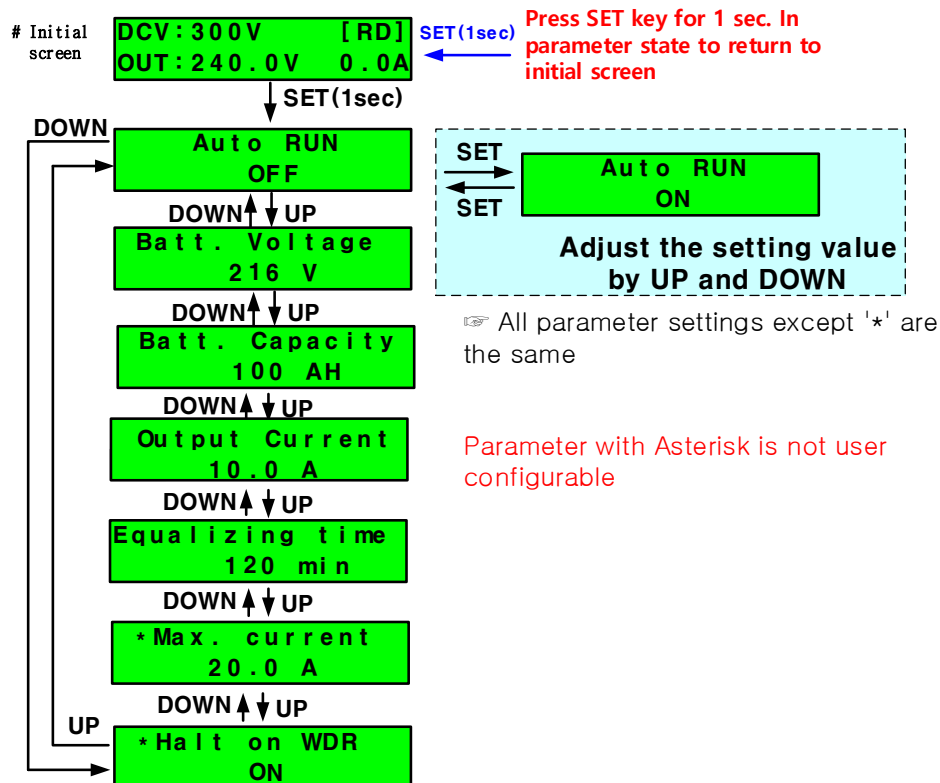 # Initial
screen
DCV:300V [RD]
OUT:240.0V 0.0A
SET(1sec)
Press SET key for 1 sec. In
parameter state to return to
initial screen
SET(1sec)
DOWN
Auto RUN
OFF
SET
SET
Auto RUN
ON
Adjust the setting value
by UP and DOWN
DOWN UP
Batt. Voltage
216 V
☞ All parameter settings except '*' are
the same
DOWN UP
Batt. Capacity
100 AH
DOWN UP
Output Current
10.0 A
Parameter with Asterisk is not user
configurable
DOWN UP
Equalizing time
120 min
DOWN UP
*Max. current
20.0 A
DOWN UP
UP
*Halt on WDR
ON